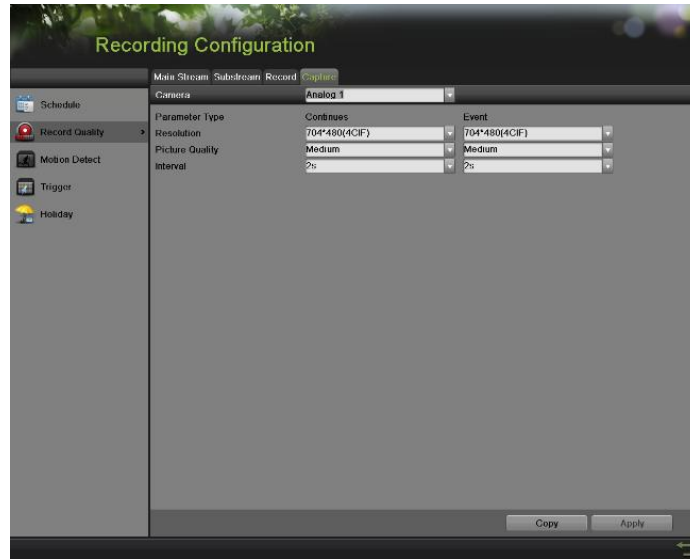 Recording Configuration
Main Stream Substream Record Capture
Camera Analog 1
Schedule
Record Quality
Motion Detect
Trigger
Holiday
Parameter Type Continues Event
Resolution 704*480(4CIF) 704*480(4CIF)
Picture Quality Medium Medium
Interval 2s 2s
Copy Apply